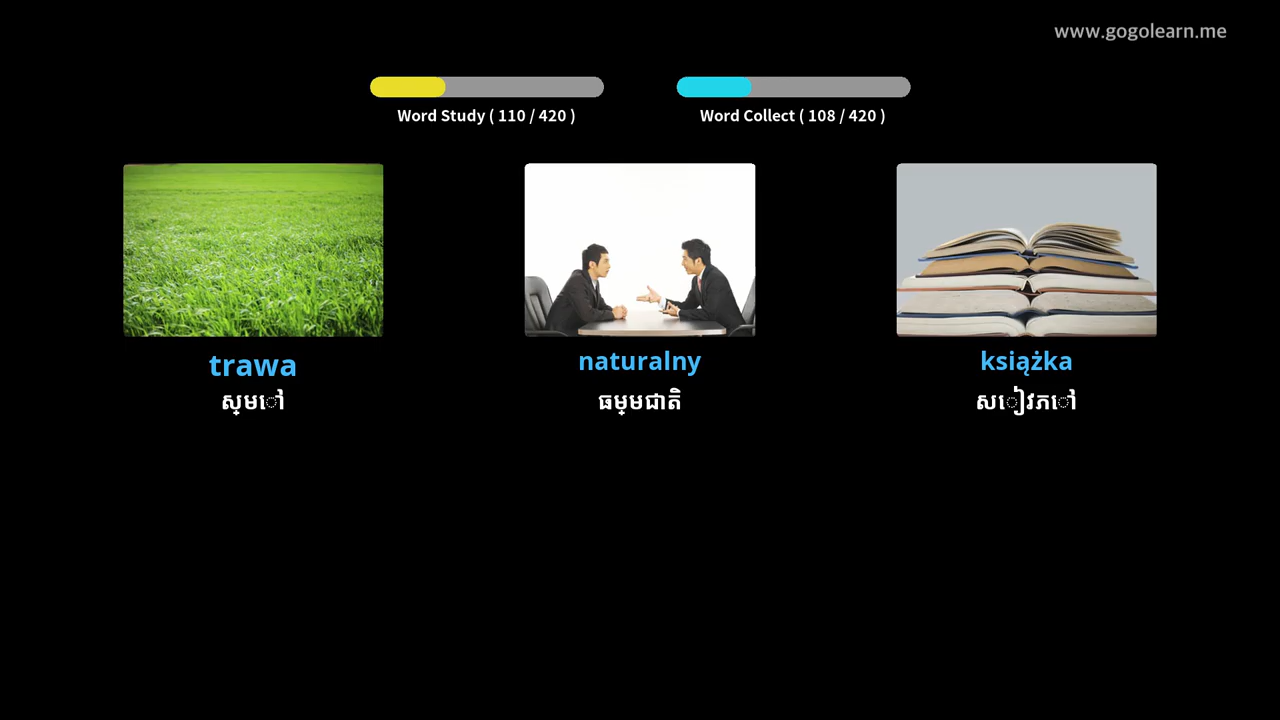 www.gogolearn.me
Word Study ( 110 / 420 )
Word Collect ( 108 / 420 )
trawa
naturalny
książka
ស្មៅ
ធម្មជាតិ
សៀវភៅ